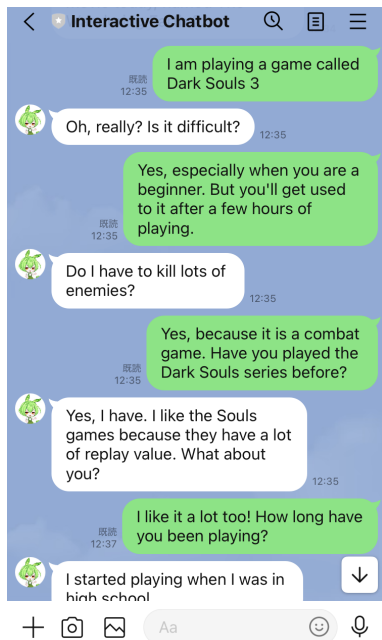 Interactive Chatbot
I am playing a game called
Dark Souls 3
既読
12:35
Oh, really? Is it difficult?
12:35
Yes, especially when you are a
beginner. But you'll get used
to it after a few hours of
playing.
既読
12:35
Do I have to kill lots of
enemies?
12:35
Yes, because it is a combat
game. Have you played the
Dark Souls series before?
既読
12:35
Yes, I have. I like the Souls
games because they have a lot
of replay value. What about
you?
12:35
I like it a lot too! How long have
you been playing?
既読
12:37
I started playing when I was in
high school
Aa